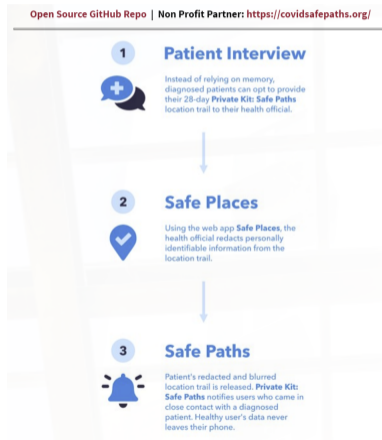 Open Source GitHub Repo | Non Profit Partner: https://covidsafepaths.org/
1
Patient Interview
Instead of relying on memory,
diagnosed patients can opt to provide
their 28-day Private Kit: Safe Paths
location trail to their health official.
2
Safe Places
Using the web app Safe Places, the
health official redacts personally
identifiable information from the
location trail.
3
Safe Paths
Patient's redacted and blurred
location trail is released. Private Kit:
Safe Paths notifies users who came in
close contact with a diagnosed
patient. Healthy user's data never
leaves their phone.